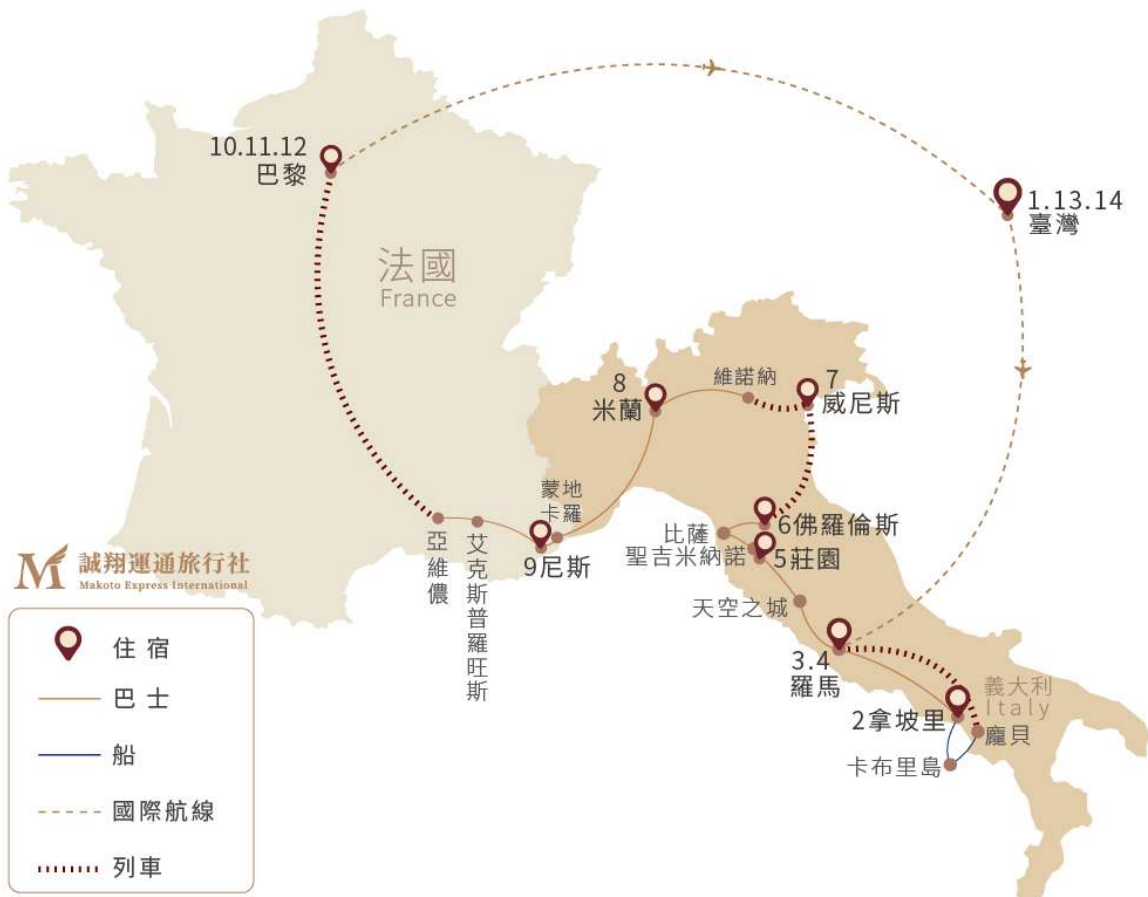 10.11.12
巴黎
1.13.14
臺灣
法國
France
8
米蘭
維諾納
7
威尼斯
蒙地
卡羅
6佛羅倫斯
比薩
聖吉米納諾
5莊園
9尼斯
亞維儂
艾克斯普羅旺斯
天空之城
3.4
羅馬
義大利
Italy
2拿坡里
龐貝
卡布里島
M 誠翔運通旅行社
Makoto Express International
住 宿
巴 士
船
國際航線
列車